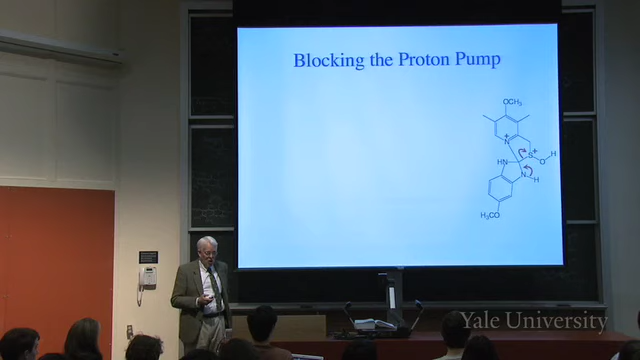 Blocking the Proton Pump
OCH₃
N
+
S
+
O
H
HN
N
H
H₃CO
Yale University